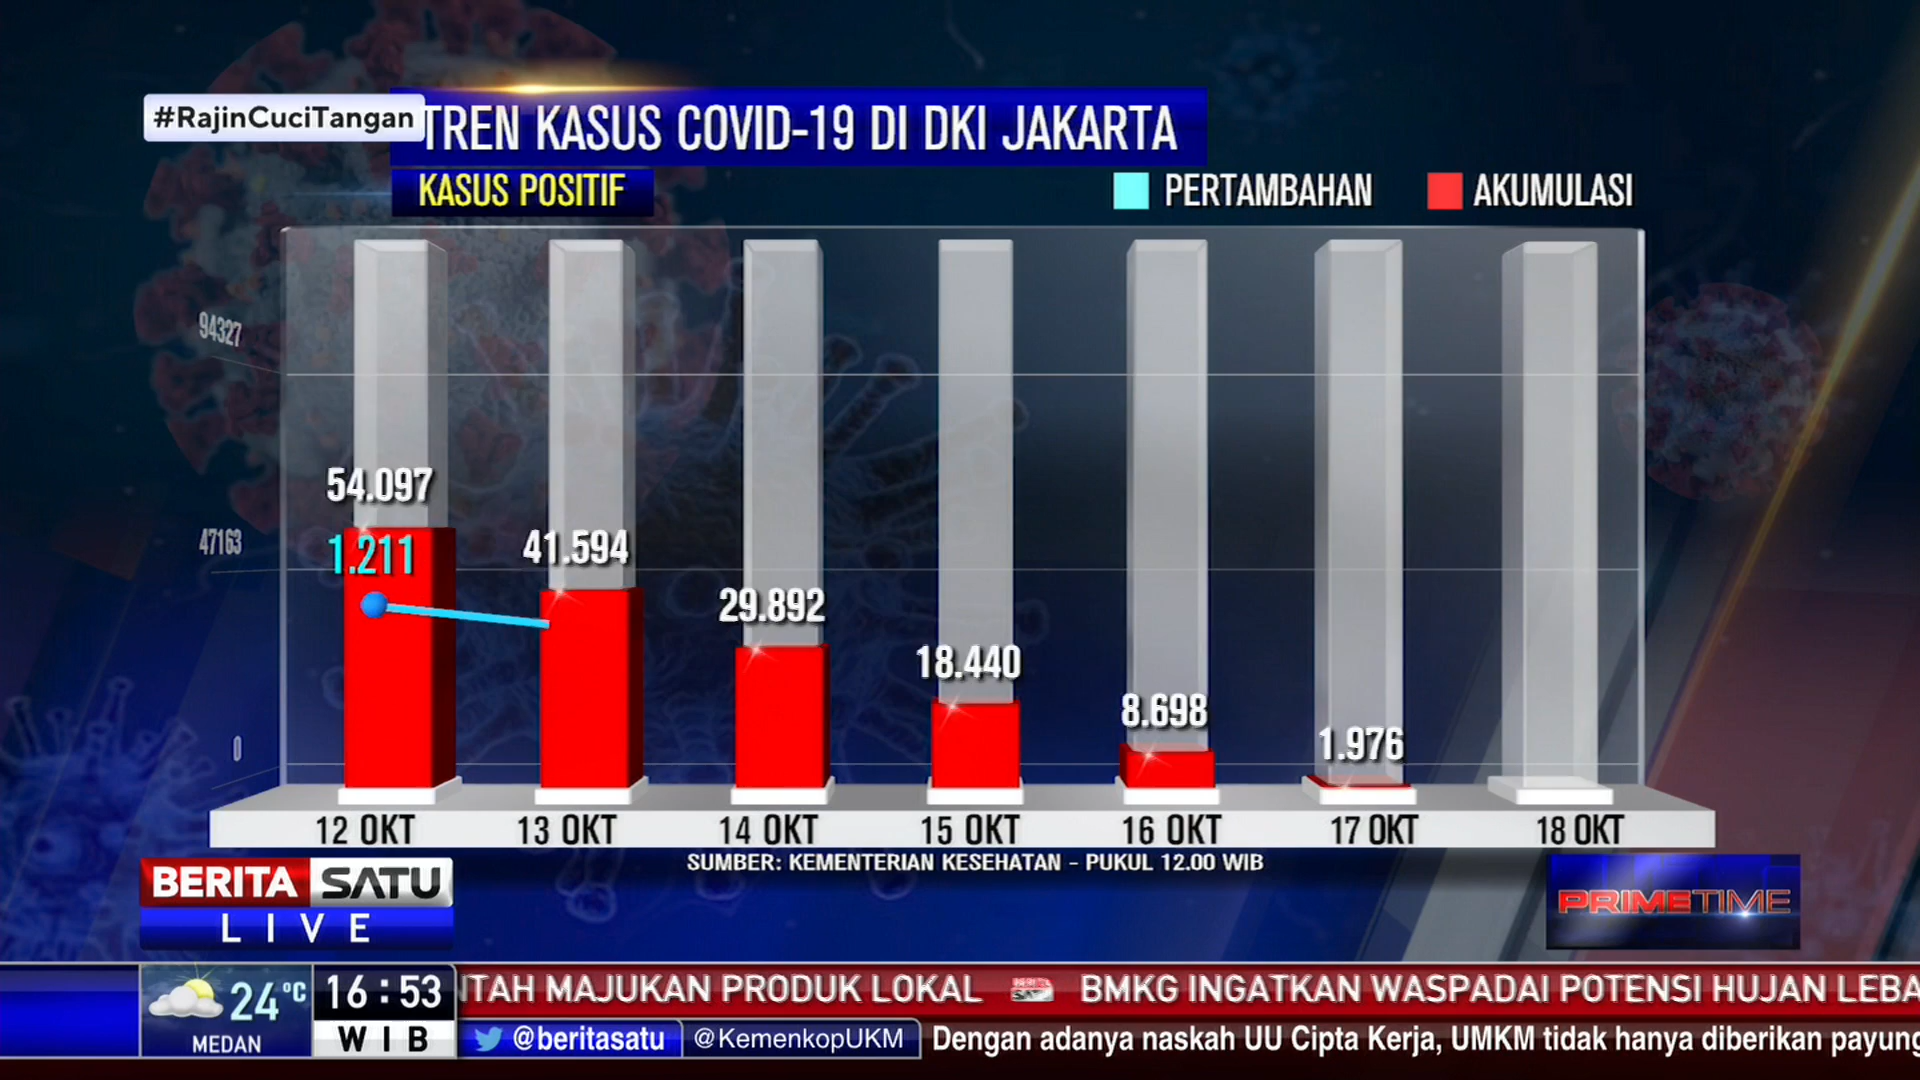 #RajinCuciTangan
TREN KASUS COVID-19 DI DKI JAKARTA
KASUS POSITIF
PERTAMBAHAN
AKUMULASI
94327
47163
0
54.097
1.211
41.594
29.892
18.440
8.698
1.976
12 OKT
13 OKT
14 OKT
15 OKT
16 OKT
17 OKT
18 OKT
SUMBER: KEMENTERIAN KESEHATAN - PUKUL 12.00 WIB
BERITA SATU
LIVE
PRIMETIME
24°C
MEDAN
16:53
WIB
NTAH MAJUKAN PRODUK LOKAL
BMKG INGATKAN WASPADAI POTENSI HUJAN LEBA
@beritasatu
@KemenkopUKM
Dengan adanya naskah UU Cipta Kerja, UMKM tidak hanya diberikan payung